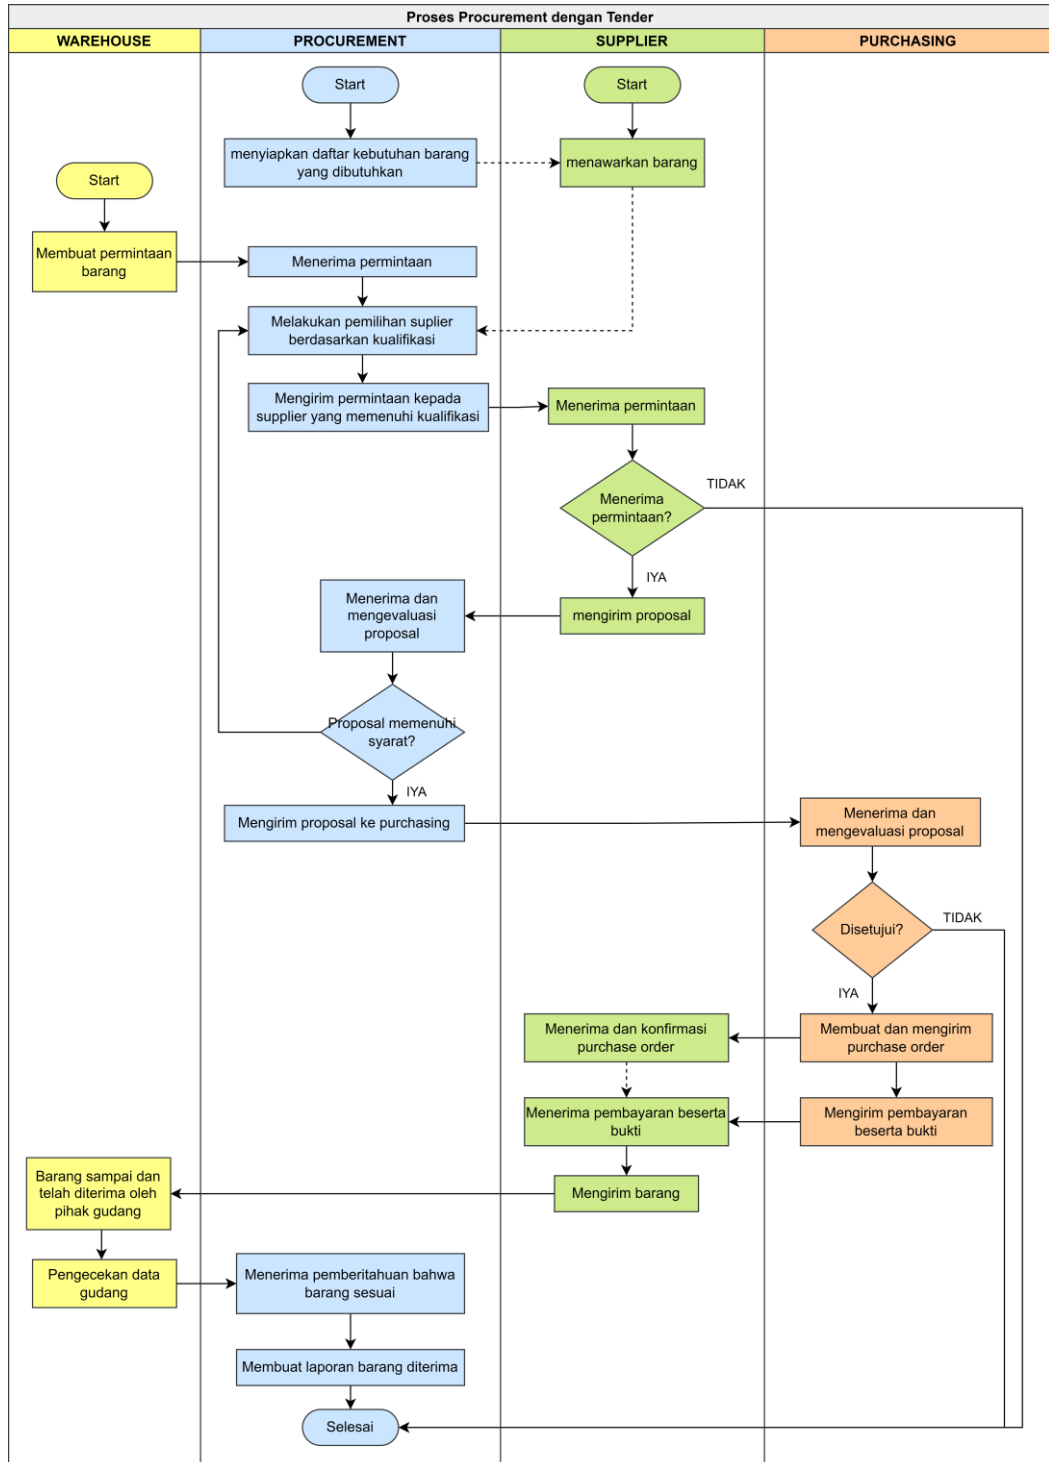 Proses Procurement dengan Tender
WAREHOUSE
PROCUREMENT
SUPPLIER
PURCHASING
Start
Start
menyiapkan daftar kebutuhan barang
yang dibutuhkan
menawarkan barang
Start
Membuat permintaan
barang
Menerima permintaan
Melakukan pemilihan suplier
berdasarkan kualifikasi
Mengirim permintaan kepada
supplier yang memenuhi kualifikasi
Menerima permintaan
TIDAK
Menerima
permintaan?
IYA
Menerima dan
mengevaluasi
proposal
mengirim proposal
Proposal memenuhi
syarat?
IYA
Mengirim proposal ke purchasing
Menerima dan
mengevaluasi proposal
Disetujui?
TIDAK
IYA
Menerima dan konfirmasi
purchase order
Membuat dan mengirim
purchase order
Menerima pembayaran beserta
bukti
Mengirim pembayaran
beserta bukti
Barang sampai dan
telah diterima oleh
pihak gudang
Mengirim barang
Pengecekan data
gudang
Menerima pemberitahuan bahwa
barang sesuai
Membuat laporan barang diterima
Selesai